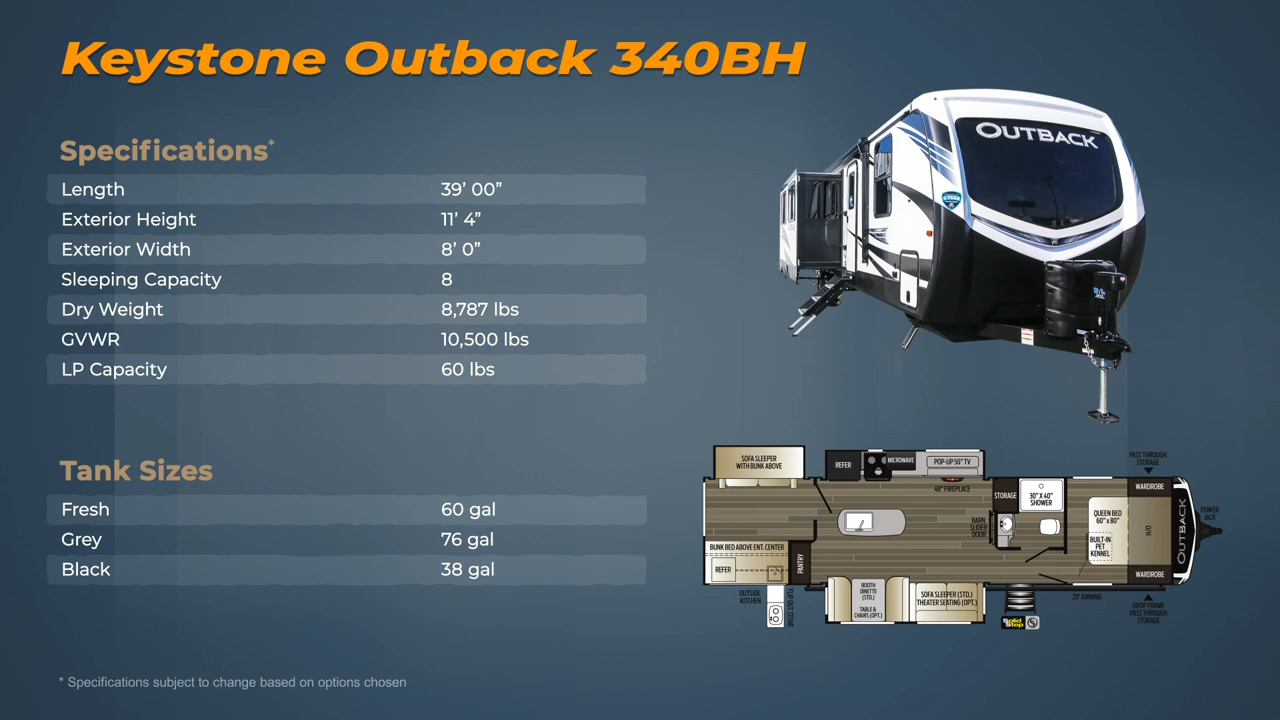 Keystone Outback 340BH
Specifications*
Length 39’ 00”
Exterior Height 11’ 4”
Exterior Width 8’ 0”
Sleeping Capacity 8
Dry Weight 8,787 lbs
GVWR 10,500 lbs
LP Capacity 60 lbs
Tank Sizes
Fresh 60 gal
Grey 76 gal
Black 38 gal
* Specifications subject to change based on options chosen
OUTBACK
SOFA SLEEPER
WITH BUNK ABOVE
REFER
MICROWAVE
POP-UP 50" TV
48" FIREPLACE
STORAGE
30" X 40"
SHOWER
PASS THROUGH
STORAGE
WARDROBE
BARN
SLIDER
DOOR
QUEEN BED
60" x 80"
O/H
OUTBACK
POWER
JACK
BUILT-IN
PET
KENNEL
BUNK BED ABOVE ENT. CENTER
REFER
PANTRY
WARDROBE
OUTSIDE
KITCHEN
FLIP OUT STOVE
BOOTH
DINETTE
(STD.)
TABLE &
CHAIRS (OPT.)
SOFA SLEEPER (STD.)
THEATER SEATING (OPT.)
20' AWNING
DROP FRAME
PASS THROUGH
STORAGE
Solid
Step